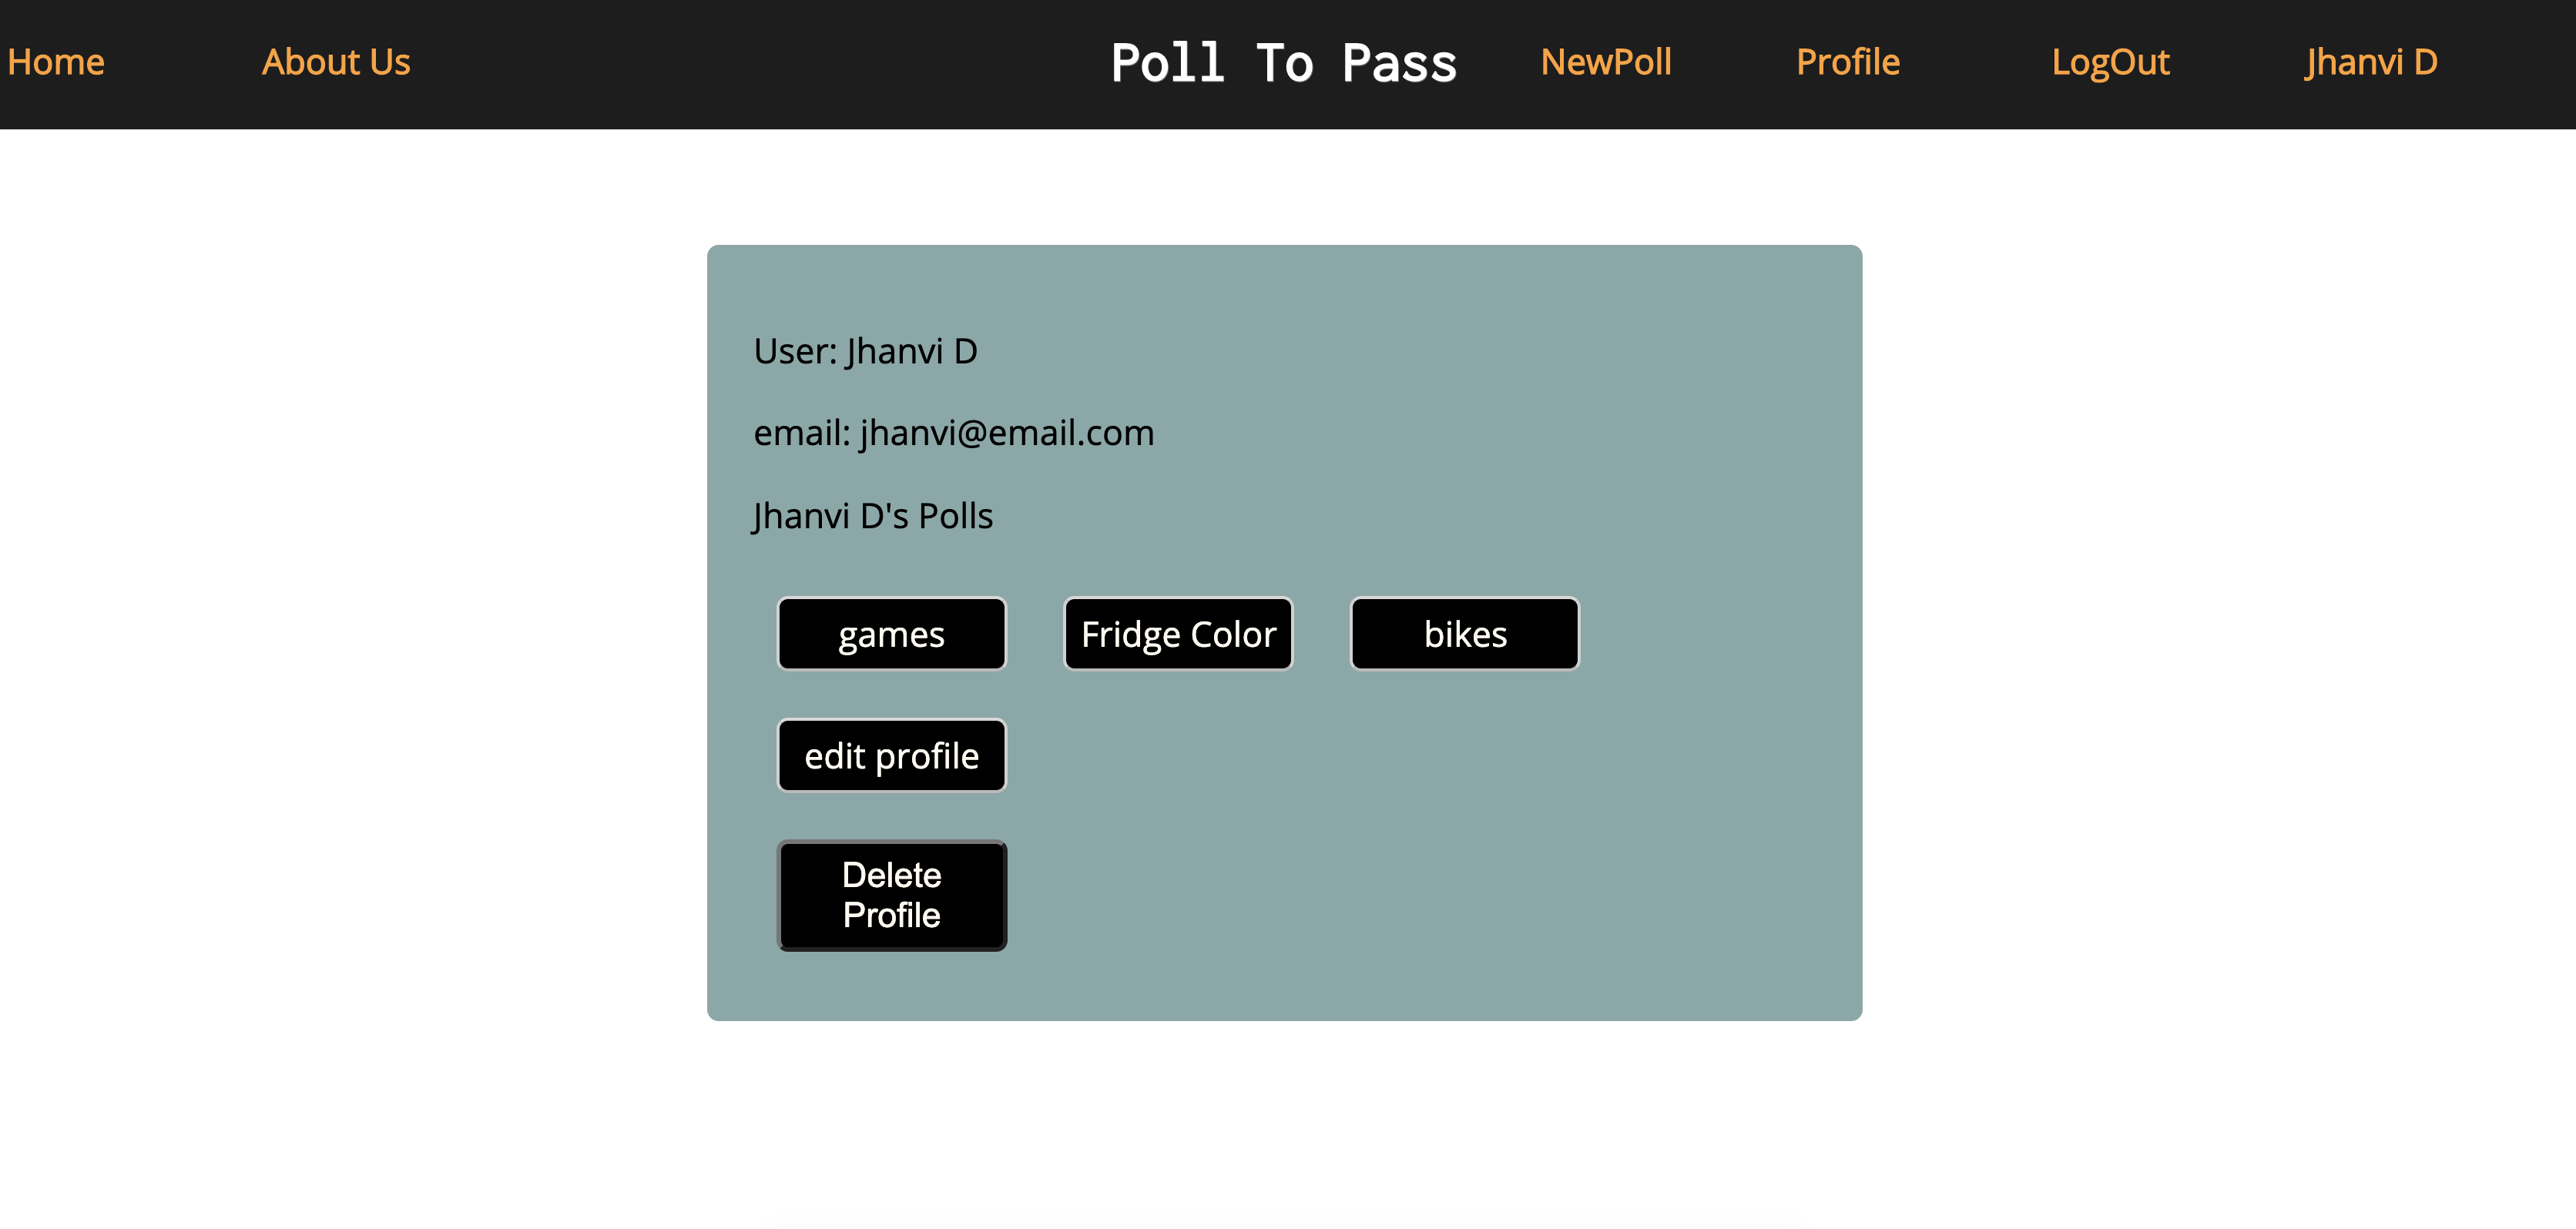 Home About Us Poll To Pass NewPoll Profile LogOut Jhanvi D
User: Jhanvi D
email: jhanvi@email.com
Jhanvi D's Polls
games Fridge Color bikes
edit profile
Delete
Profile